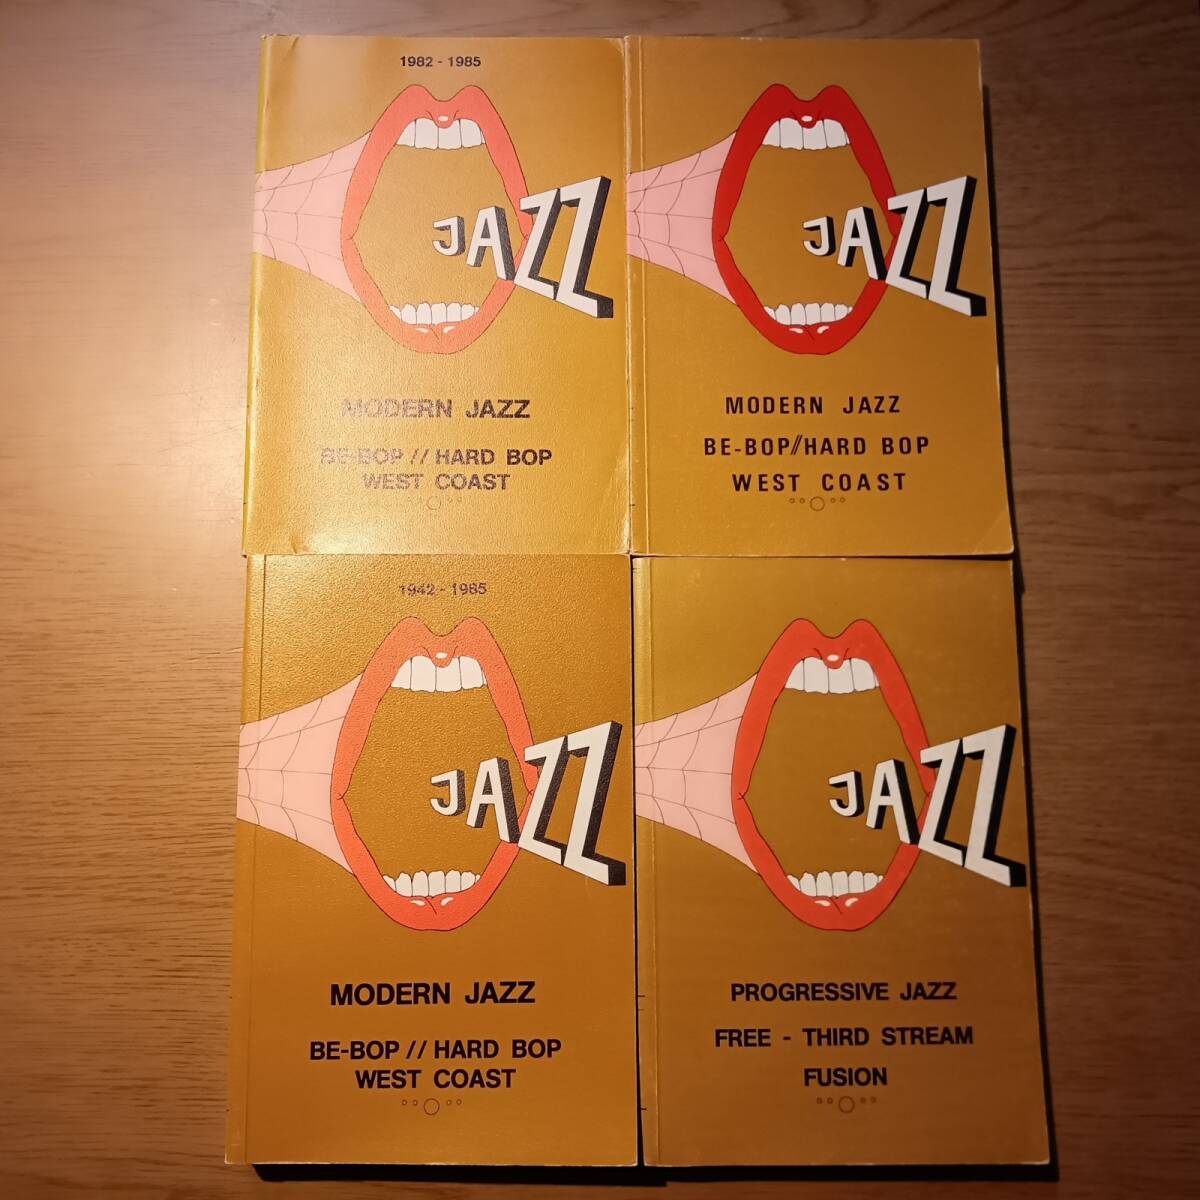 1982 - 1985
JAZZ
MODERN JAZZ
BE-BOP // HARD BOP
WEST COAST
JAZZ
MODERN JAZZ
BE-BOP//HARD BOP
WEST COAST
1942 - 1985
JAZZ
MODERN JAZZ
BE-BOP // HARD BOP
WEST COAST
JAZZ
PROGRESSIVE JAZZ
FREE - THIRD STREAM
FUSION